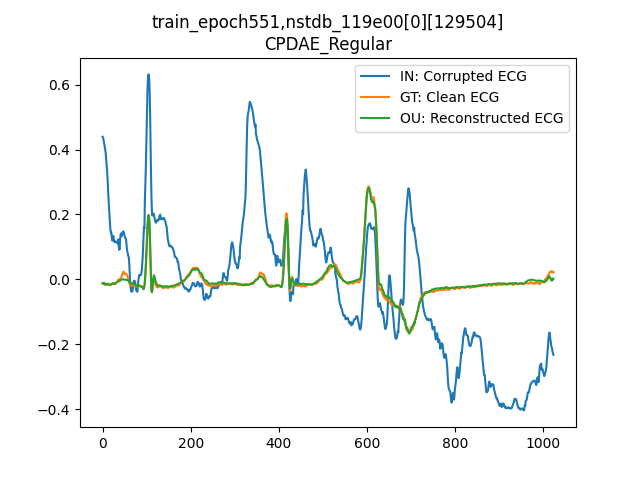 train_epoch551,nstdb_119e00[0][129504]
CPDAE_Regular
IN: Corrupted ECG
GT: Clean ECG
OU: Reconstructed ECG
0.6
0.4
0.2
0.0
−0.2
−0.4
0 200 400 600 800 1000